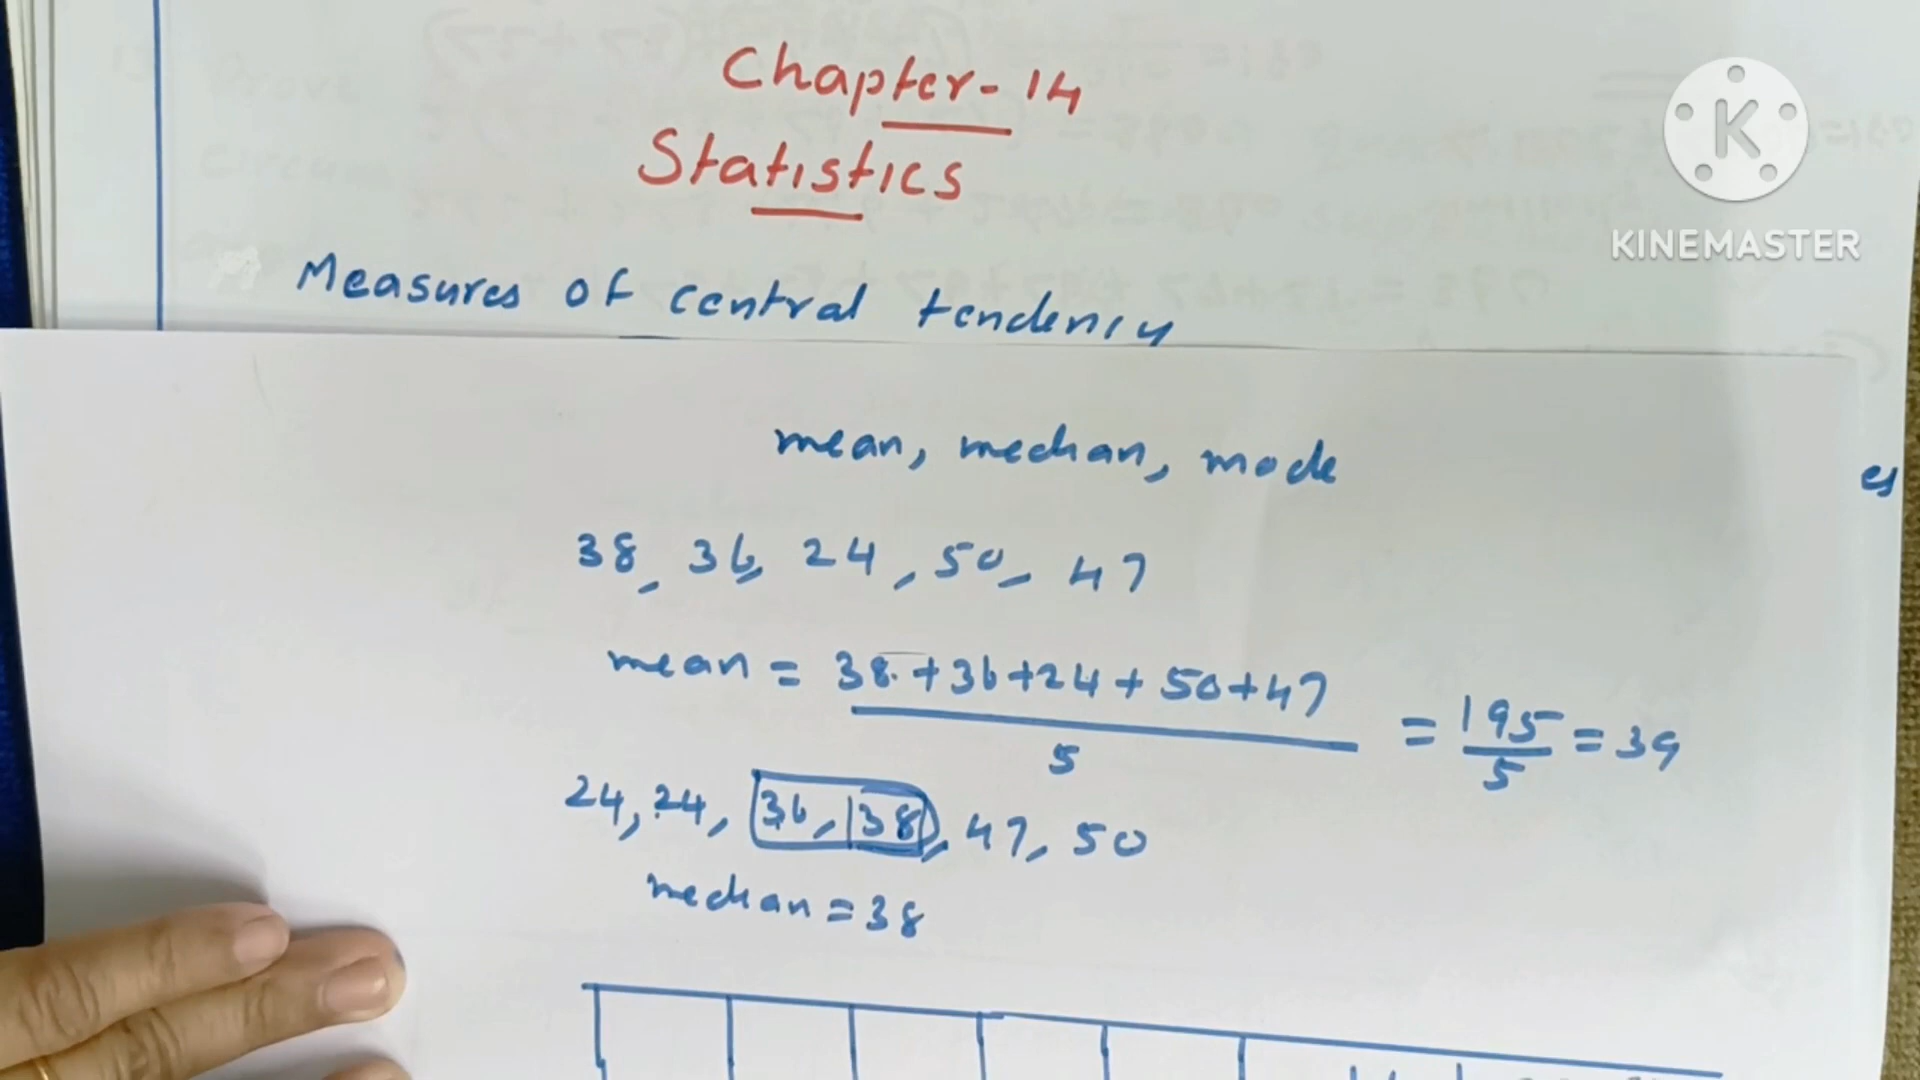 Chapter-14
Statistics
K
KINEMASTER
Measures of central tendency
mean, median, mode
es
38, 36, 24, 50, 47
mean = 38+36+24+50+47 / 5 = 195 / 5 = 39
24, 24, 36, 38, 47, 50
median = 38